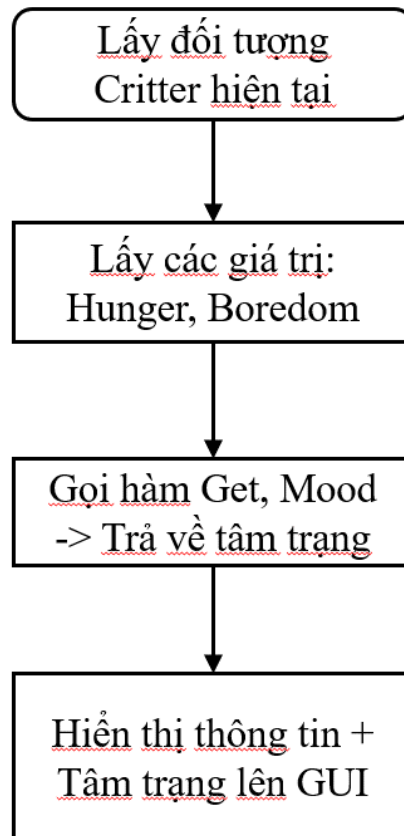 Lấy đối tượng
Critter hiện tại
Lấy các giá trị:
Hunger, Boredom
Gọi hàm Get, Mood
-> Trả về tâm trạng
Hiển thị thông tin +
Tâm trạng lên GUI